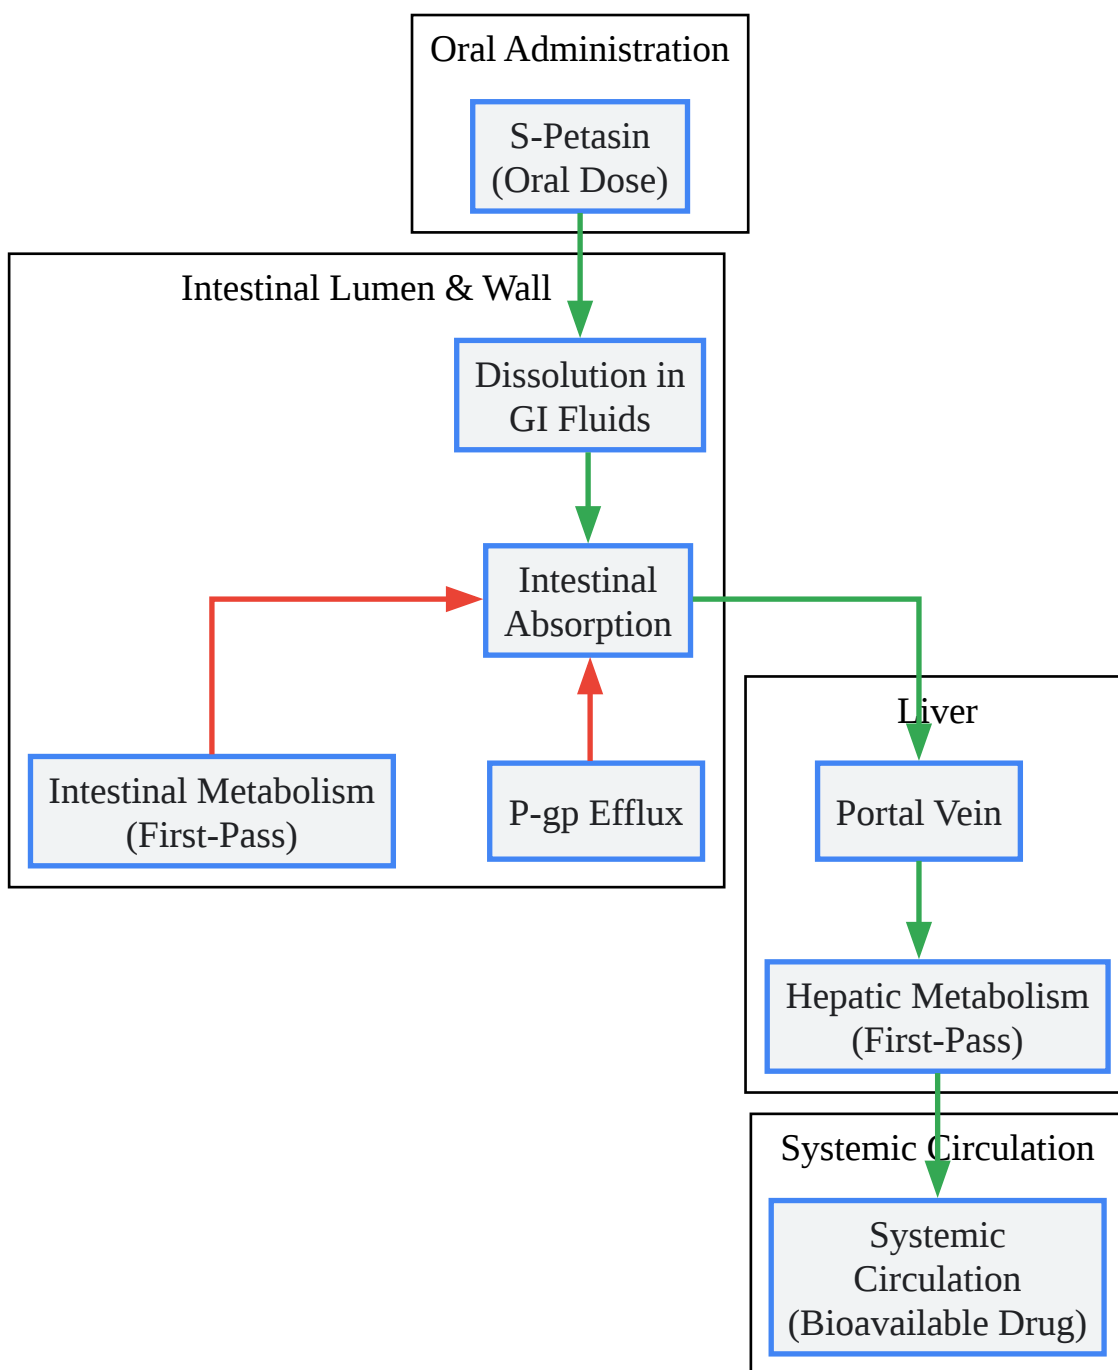 Oral Administration
S-Petasin
(Oral Dose)
Intestinal Lumen & Wall
Dissolution in
GI Fluids
Intestinal
Absorption
Intestinal Metabolism
(First-Pass)
P-gp Efflux
Liver
Portal Vein
Hepatic Metabolism
(First-Pass)
Systemic Circulation
Systemic
Circulation
(Bioavailable Drug)